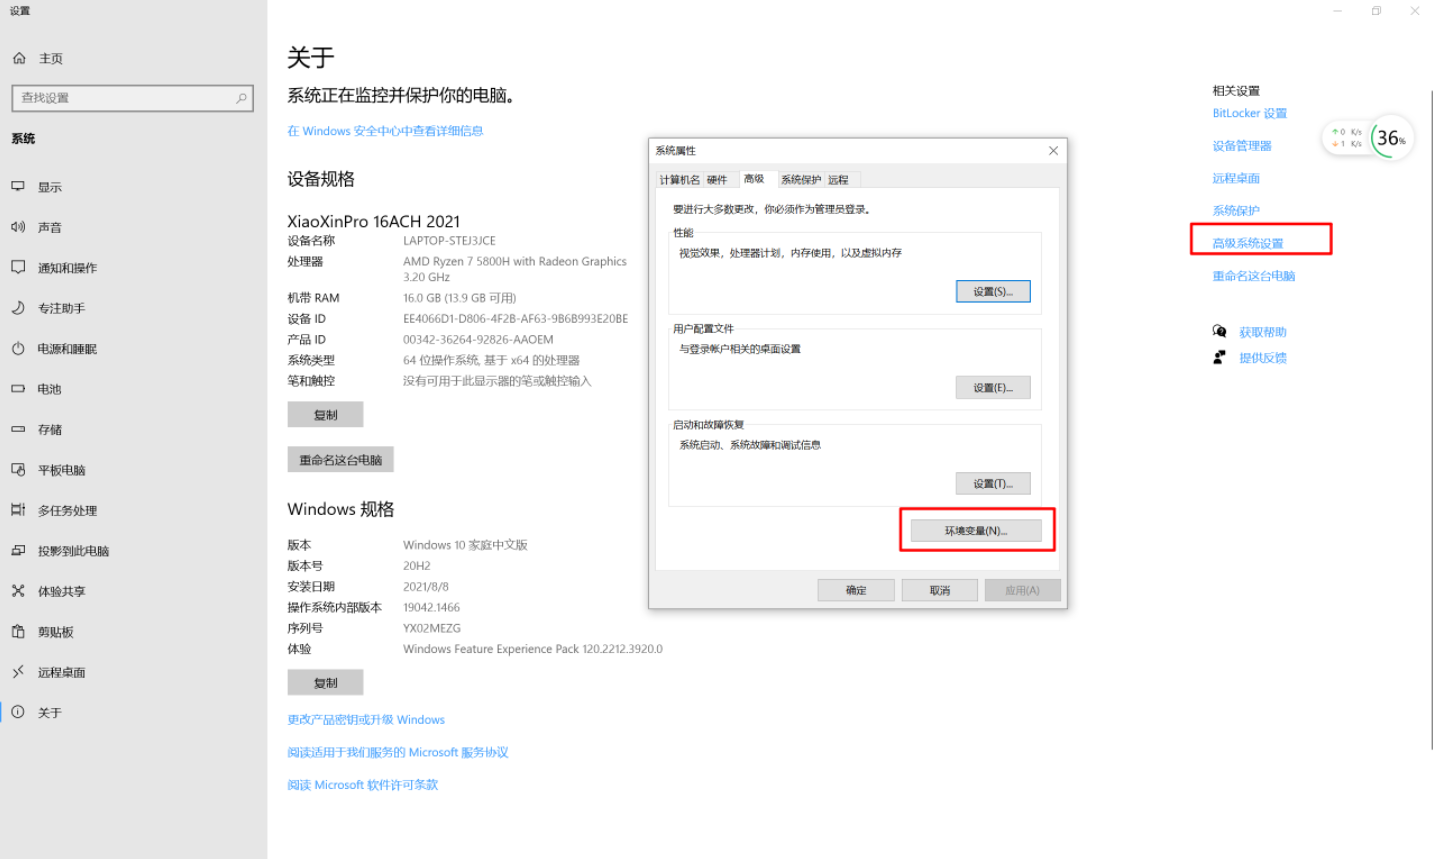 设置
主页
查找设置
系统
显示
声音
通知和操作
专注助手
电源和睡眠
电池
存储
平板电脑
多任务处理
投影到此电脑
体验共享
剪贴板
远程桌面
关于
关于
系统正在监控并保护你的电脑。
在 Windows 安全中心中查看详细信息
设备规格
XiaoXinPro 16ACH 2021
设备名称 LAPTOP-STEJ3JCE
处理器 AMD Ryzen 7 5800H with Radeon Graphics
3.20 GHz
机带 RAM 16.0 GB (13.9 GB 可用)
设备 ID EE4066D1-D806-4F2B-AF63-9B6B993E20BE
产品 ID 00342-36264-92826-AAOEM
系统类型 64 位操作系统, 基于 x64 的处理器
笔和触控 没有可用于此显示器的笔或触控输入
复制
重命名这台电脑
Windows 规格
版本 Windows 10 家庭中文版
版本号 20H2
安装日期 2021/8/8
操作系统内部版本 19042.1466
序列号 YX02MEZG
体验 Windows Feature Experience Pack 120.2212.3920.0
复制
更改产品密钥或升级 Windows
阅读适用于我们服务的 Microsoft 服务协议
阅读 Microsoft 软件许可条款
系统属性
计算机名 硬件 高级 系统保护 远程
要进行大多数更改，你必须作为管理员登录。
性能
视觉效果，处理器计划，内存使用，以及虚拟内存
设置(S)...
用户配置文件
与登录帐户相关的桌面设置
设置(E)...
启动和故障恢复
系统启动、系统故障和调试信息
设置(T)...
环境变量(N)...
确定 取消 应用(A)
相关设置
BitLocker 设置
设备管理器
远程桌面
系统保护
高级系统设置
重命名这台电脑
获取帮助
提供反馈
0 K/s
1 K/s
36%